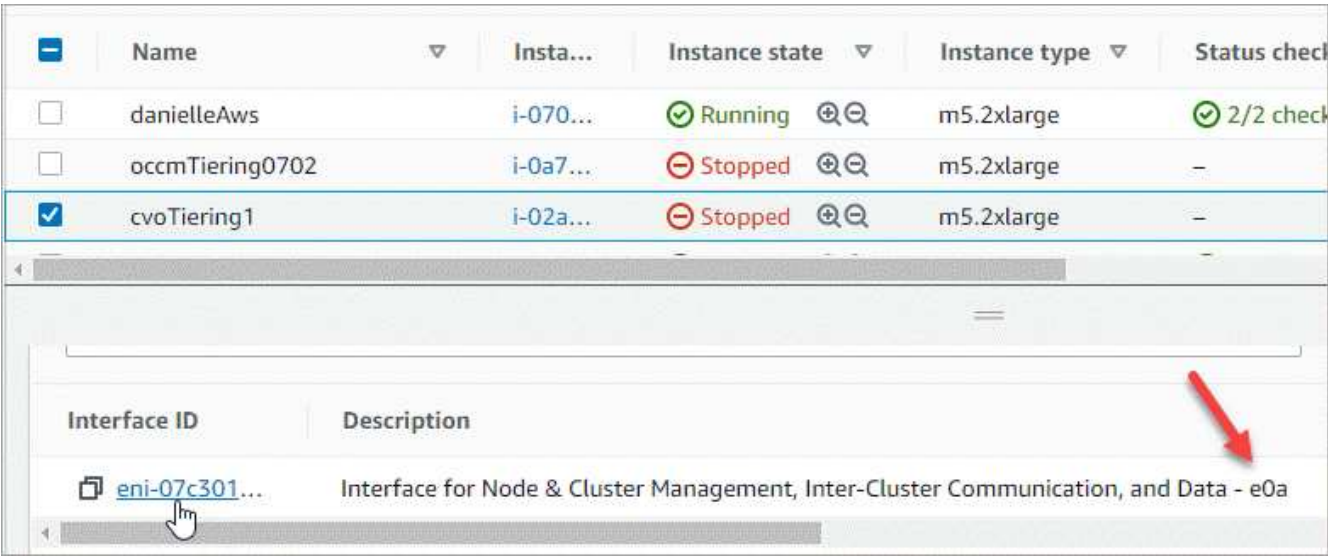 Name Insta... Instance state Instance type Status check
danielleAws i-070... Running m5.2xlarge 2/2 check
occmTiering0702 i-0a7... Stopped m5.2xlarge –
cvoTiering1 i-02a... Stopped m5.2xlarge –
Interface ID Description
eni-07c301... Interface for Node & Cluster Management, Inter-Cluster Communication, and Data - e0a